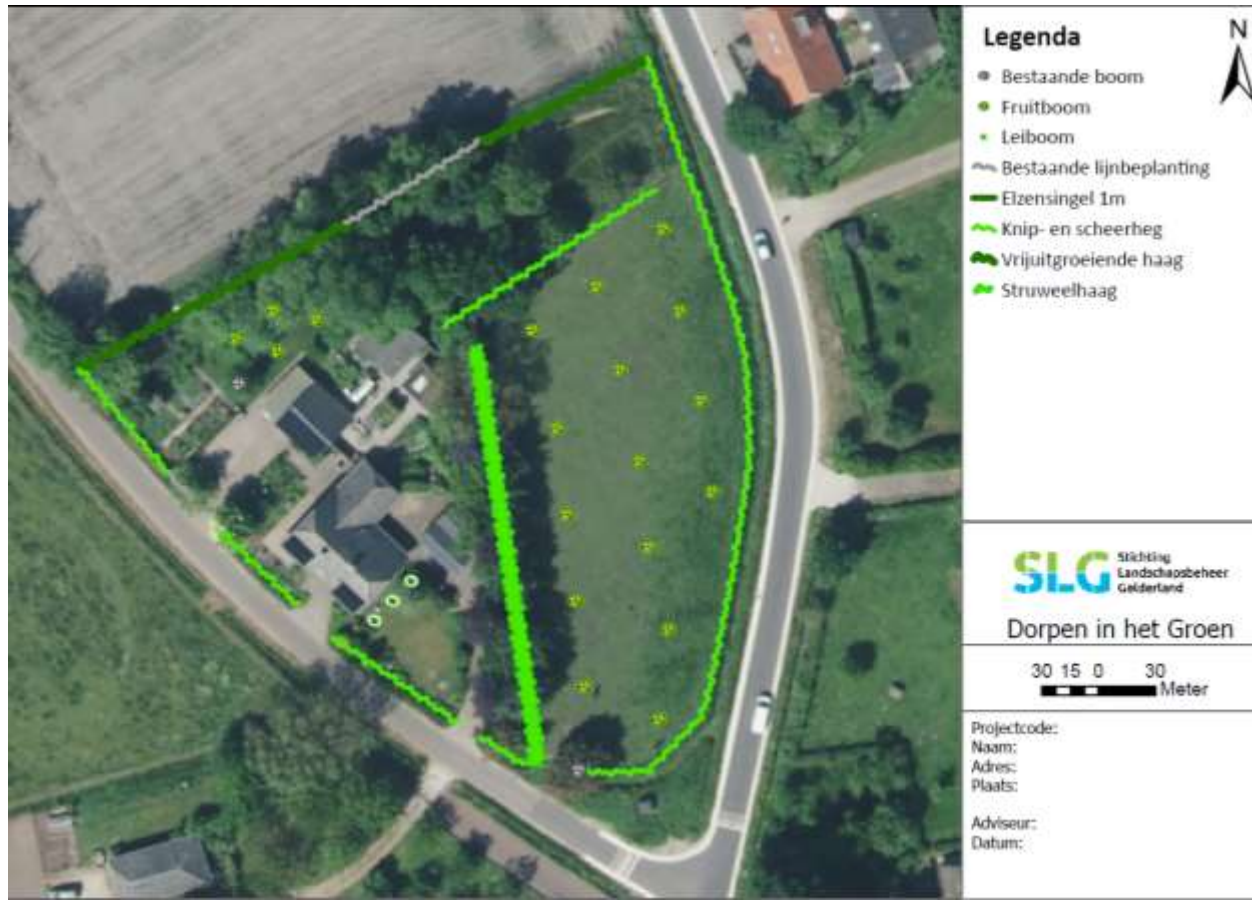 Legenda
Bestaande boom
Fruitboom
Leiboom
Bestaande lijnbeplanting
Elzensingel 1m
Knip- en scheerheg
Vrijuitgroeiende haag
Struweelhaag
N
SLG
Stichting
Landschapsbeheer
Gelderland
Dorpen in het Groen
30 15 0 30
Meter
Projectcode:
Naam:
Adres:
Plaats:
Adviseur:
Datum: